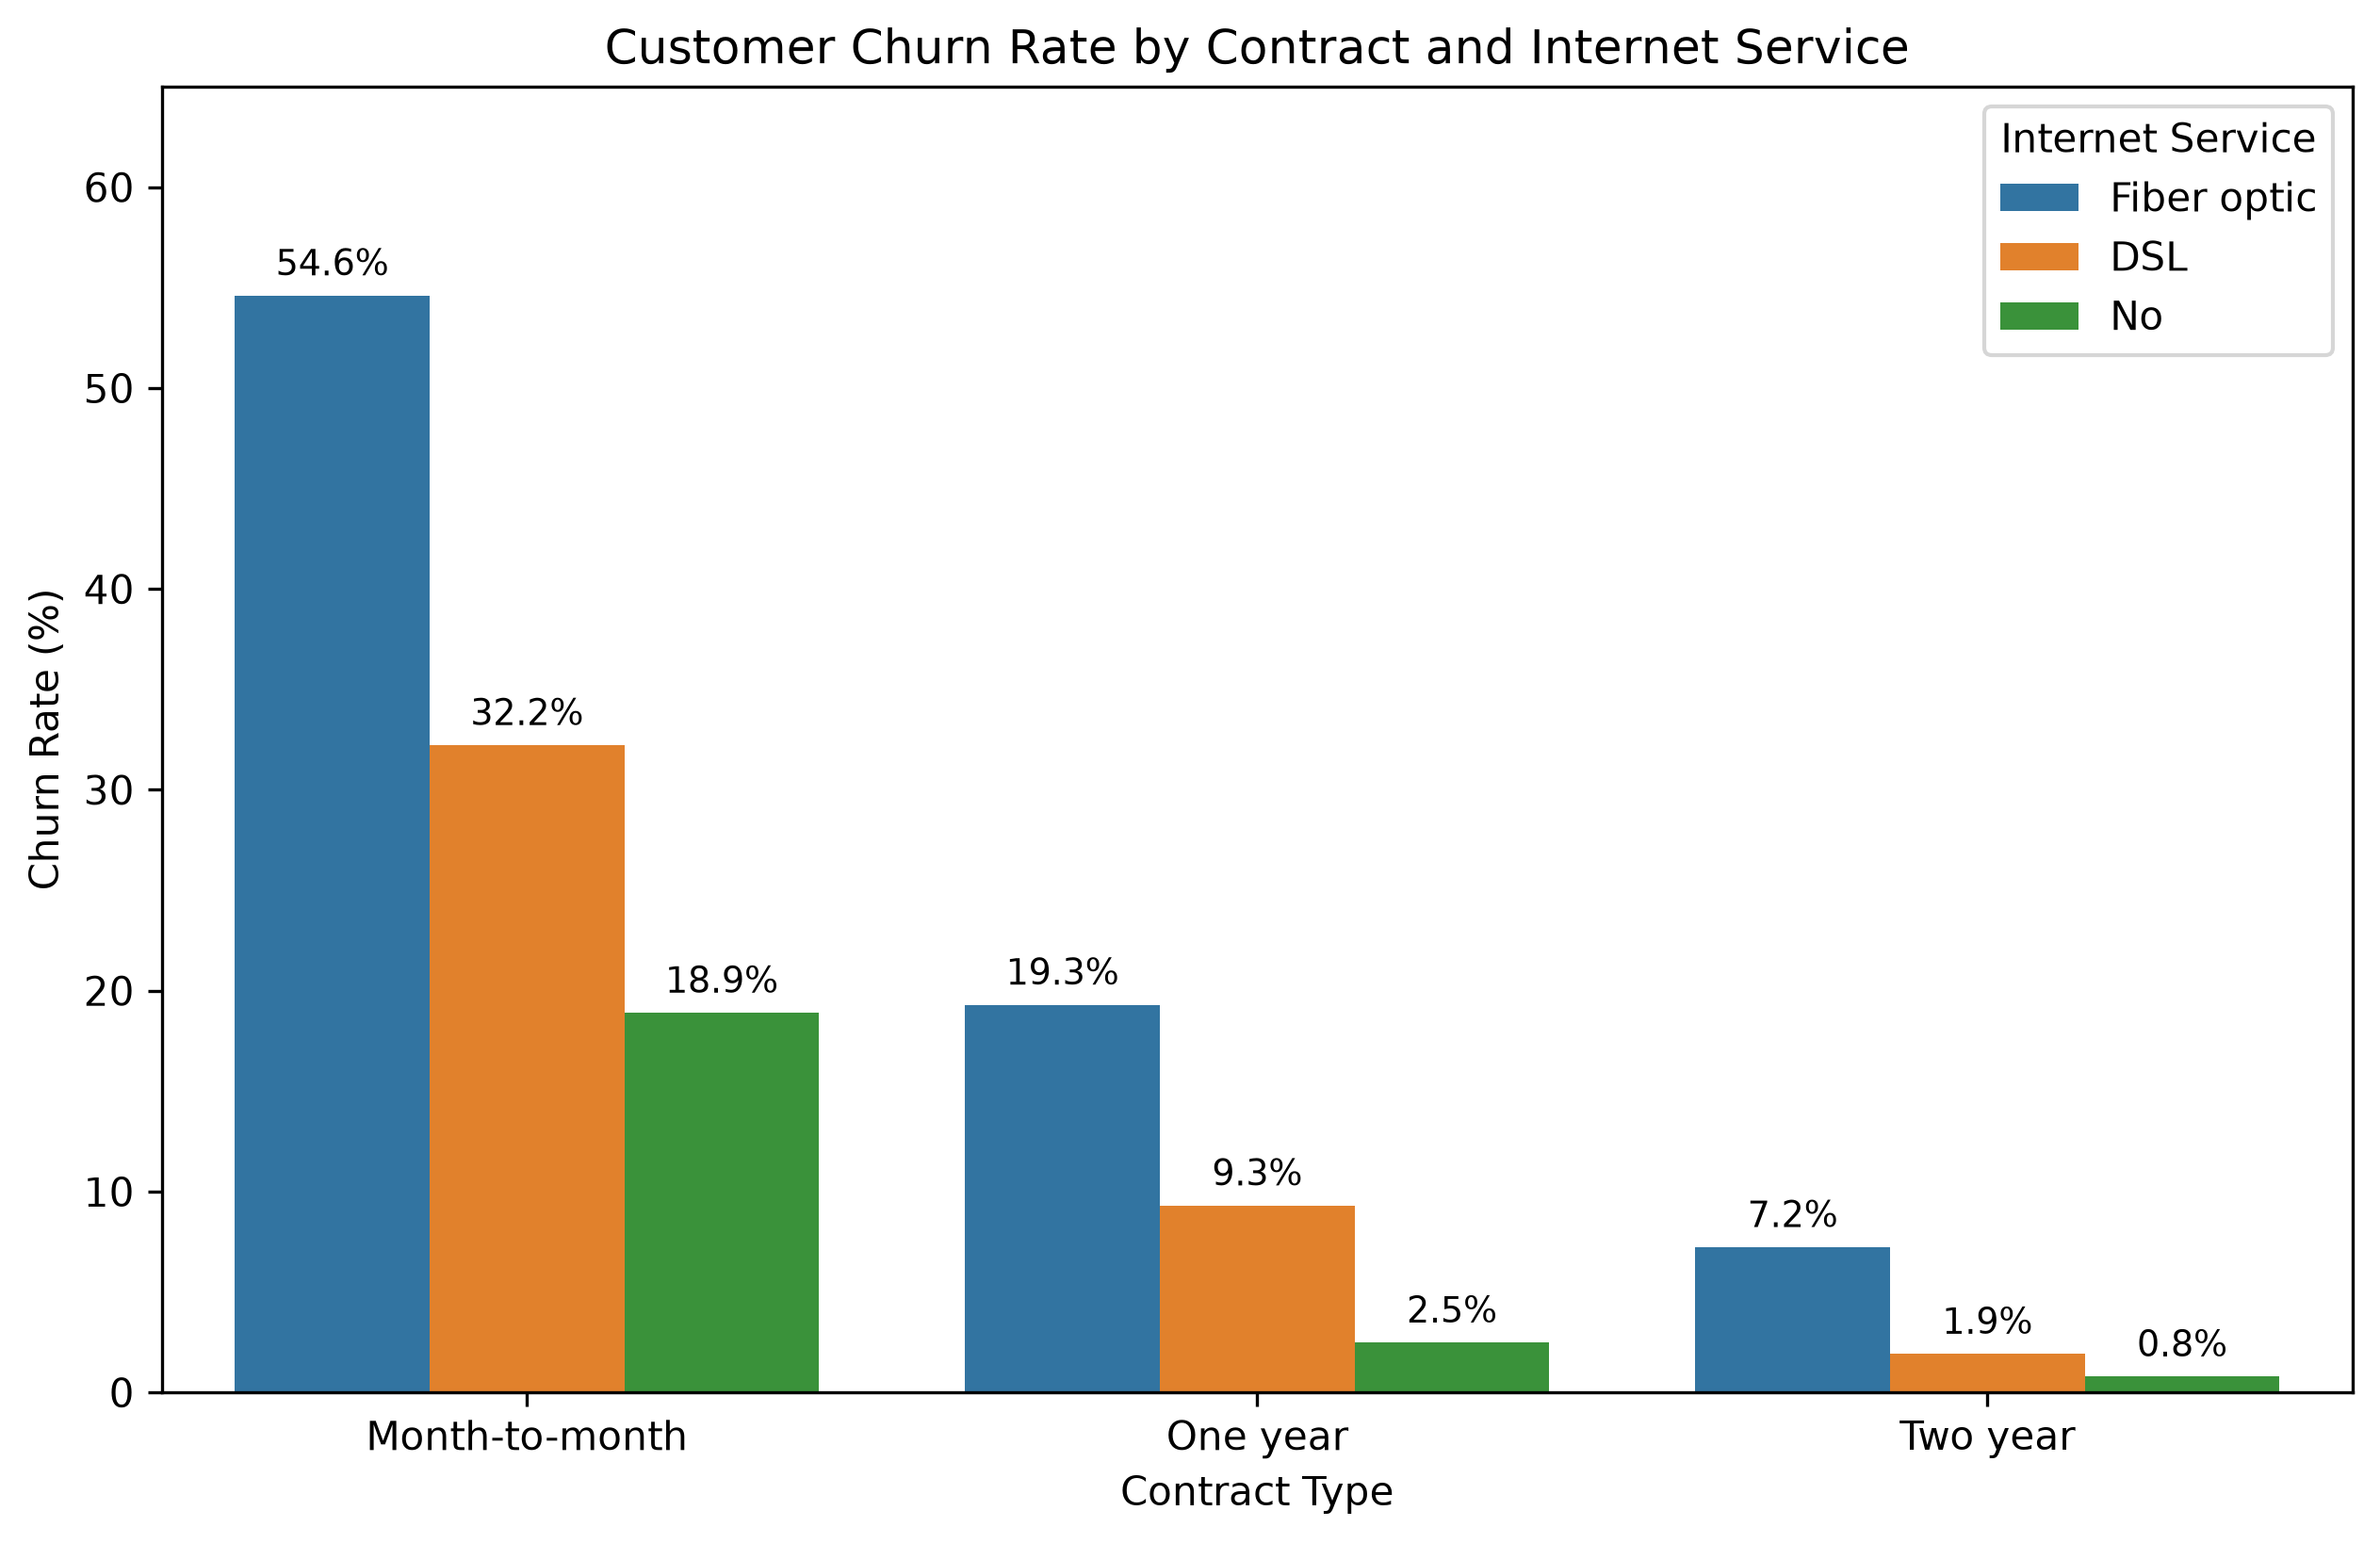 Customer Churn Rate by Contract and Internet Service
Internet Service
Fiber optic
DSL
No
Churn Rate (%)
60
50
40
30
20
10
0
54.6%
32.2%
18.9%
19.3%
9.3%
2.5%
7.2%
1.9%
0.8%
Month-to-month
One year
Two year
Contract Type